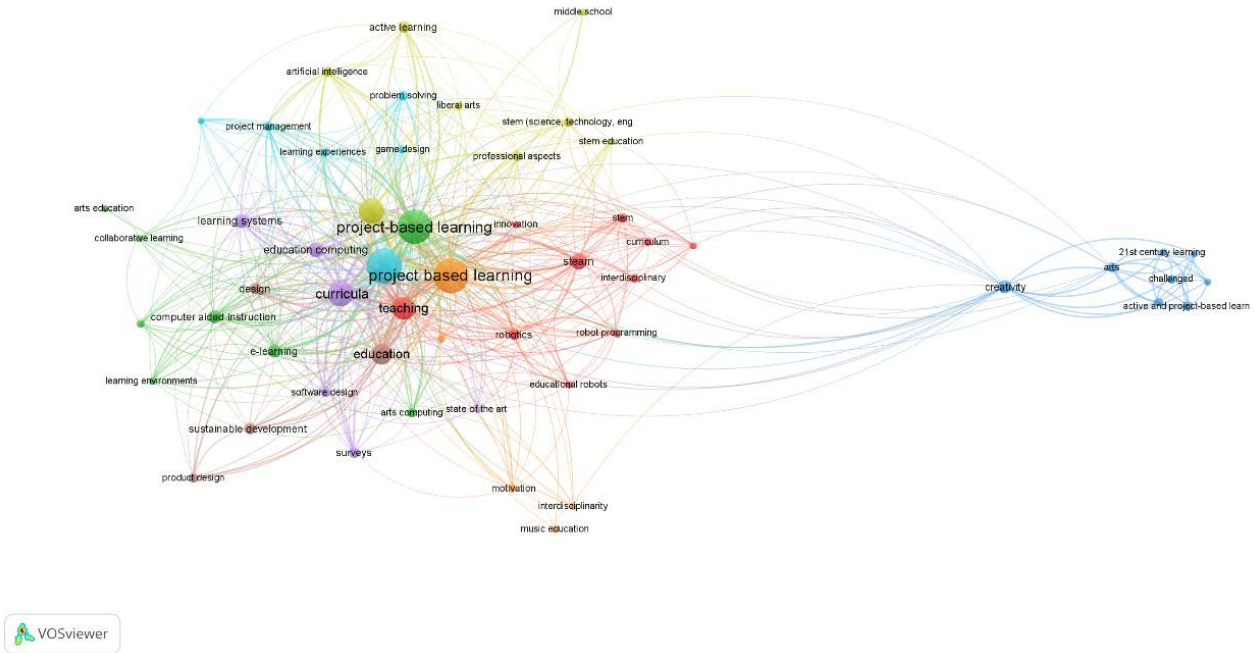 middle school
active learning
artificial intelligence
problem solving
liberal arts
project management
stem (science, technology, eng
learning experiences
game design
stem education
professional aspects
arts education
learning systems
project-based learning
innovation
stem
collaborative learning
education computing
curriculum
21st century learning
steam
arts
project based learning
interdisciplinary
challenged
creativity
design
curricula
active and project-based learn
teaching
computer aided instruction
robotics
robot programming
e-learning
education
learning environments
educational robots
software design
arts computing
state of the art
sustainable development
surveys
product design
motivation
interdisciplinarity
music education
VOSviewer